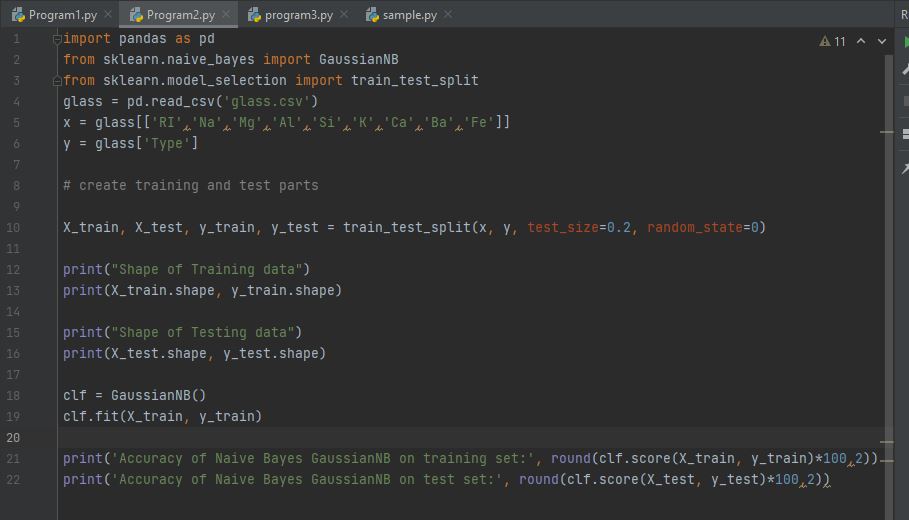 Program1.py × Program2.py × program3.py × sample.py × R
1 import pandas as pd 11
2 from sklearn.naive_bayes import GaussianNB
3 from sklearn.model_selection import train_test_split
4 glass = pd.read_csv('glass.csv')
5 x = glass[['RI','Na','Mg','Al','Si','K','Ca','Ba','Fe']]
6 y = glass['Type']
7
8 # create training and test parts
9
10 X_train, X_test, y_train, y_test = train_test_split(x, y, test_size=0.2, random_state=0)
11
12 print("Shape of Training data")
13 print(X_train.shape, y_train.shape)
14
15 print("Shape of Testing data")
16 print(X_test.shape, y_test.shape)
17
18 clf = GaussianNB()
19 clf.fit(X_train, y_train)
20
21 print('Accuracy of Naive Bayes GaussianNB on training set:', round(clf.score(X_train, y_train)*100,2))
22 print('Accuracy of Naive Bayes GaussianNB on test set:', round(clf.score(X_test, y_test)*100,2))